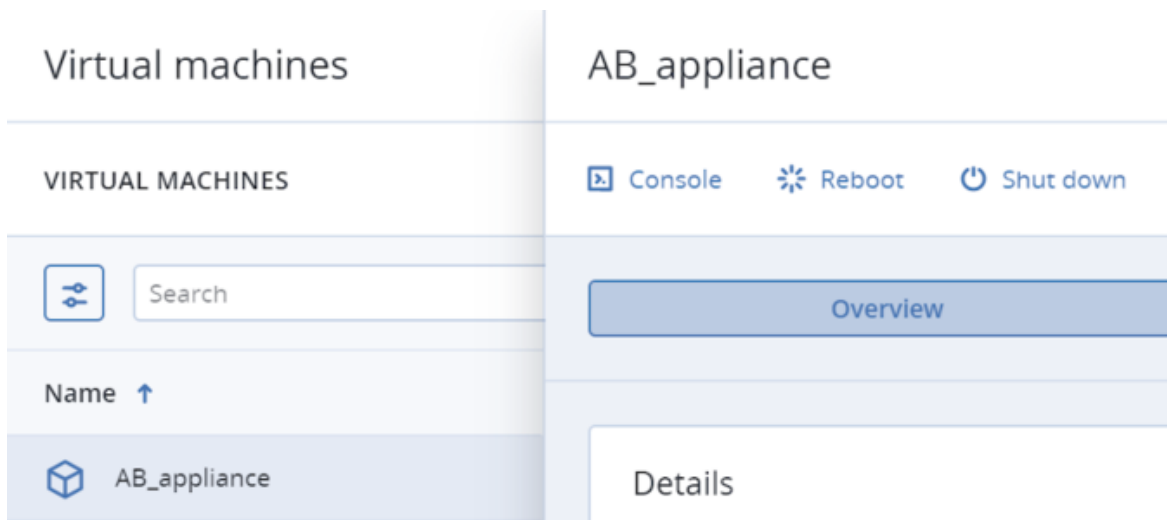 Virtual machines
VIRTUAL MACHINES
Search
Name
AB_appliance
AB_appliance
Console Reboot Shut down
Overview
Details